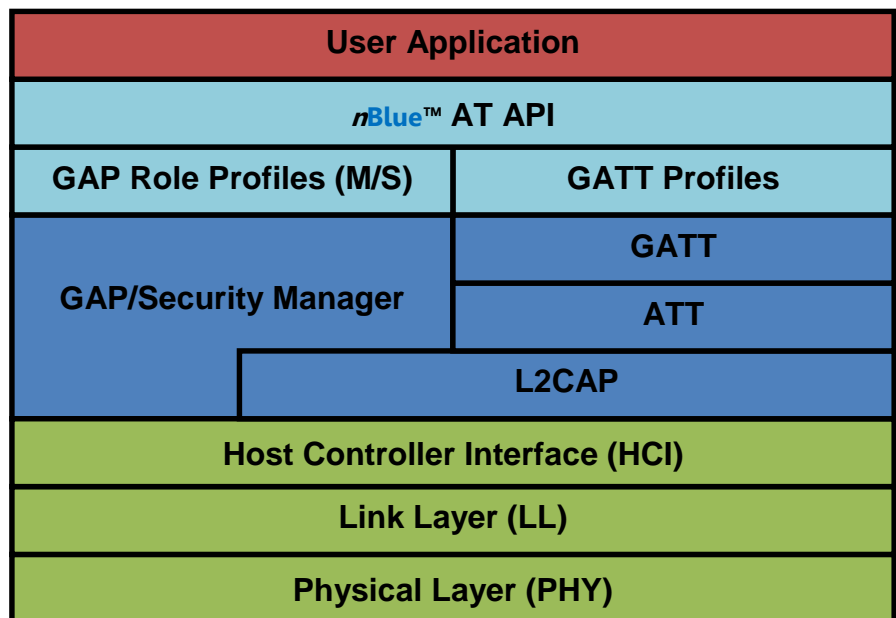 User Application
nBlue™ AT API
GAP Role Profiles (M/S)
GATT Profiles
GATT
GAP/Security Manager
ATT
L2CAP
Host Controller Interface (HCI)
Link Layer (LL)
Physical Layer (PHY)